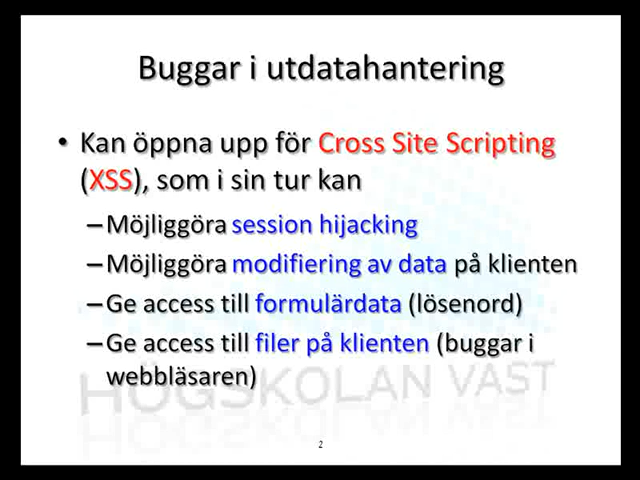 Buggar i utdatahantering
• Kan öppna upp för Cross Site Scripting
(XSS), som i sin tur kan
–Möjliggöra session hijacking
–Möjliggöra modifiering av data på klienten
–Ge access till formulärdata (lösenord)
–Ge access till filer på klienten (buggar i
webbläsaren)
HÖGSKOLAN VÄST
2